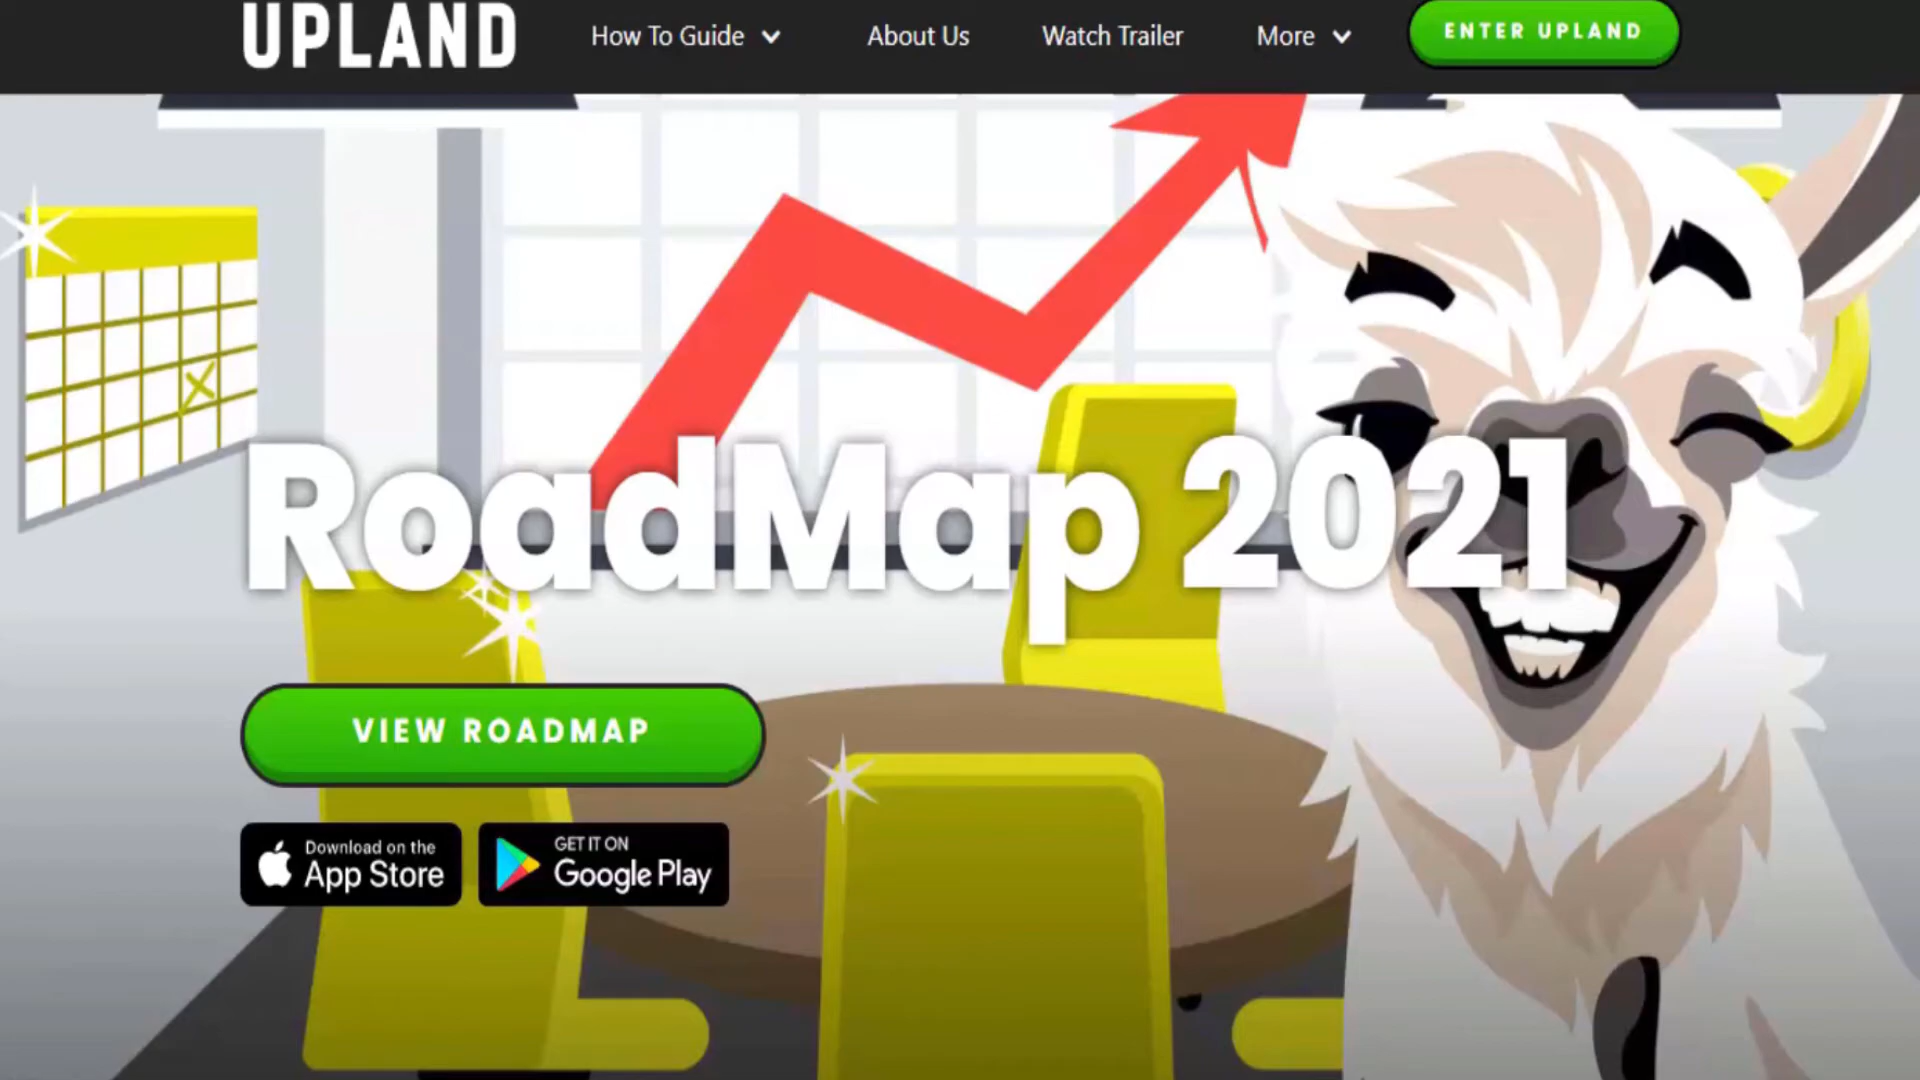 UPLAND
How To Guide
About Us
Watch Trailer
More
ENTER UPLAND
RoadMap 2021
VIEW ROADMAP
Download on the
App Store
GET IT ON
Google Play